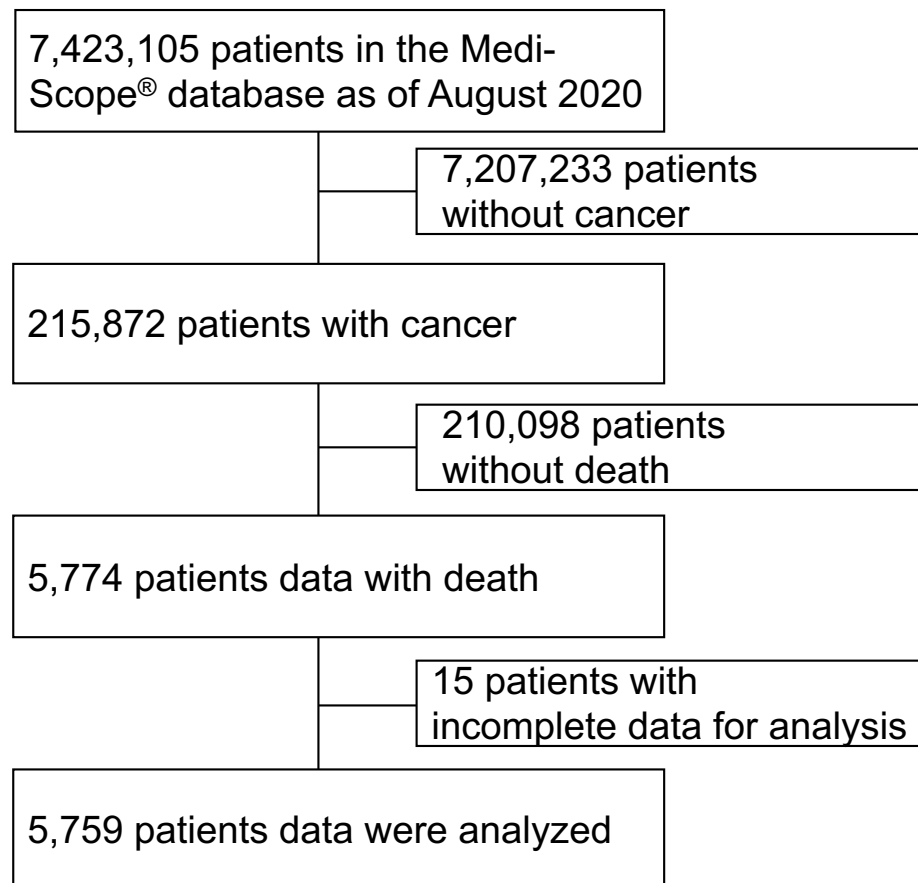 7,423,105 patients in the Medi-
Scope® database as of August 2020
7,207,233 patients
without cancer
215,872 patients with cancer
210,098 patients
without death
5,774 patients data with death
15 patients with
incomplete data for analysis
5,759 patients data were analyzed